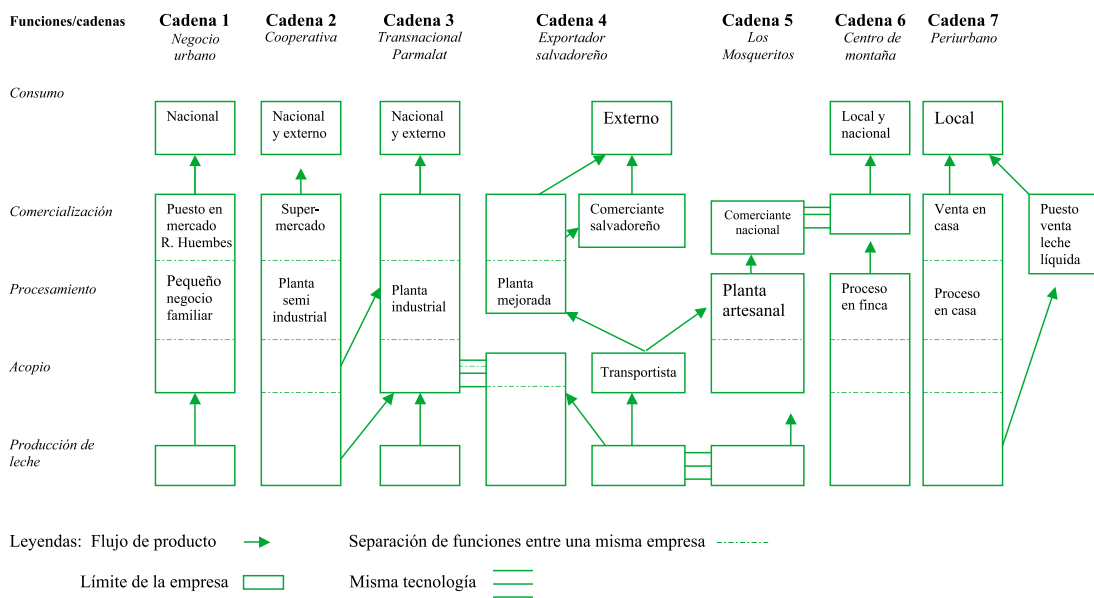 Funciones/cadenas
Cadena 1
Negocio
urbano
Cadena 2
Cooperativa
Cadena 3
Transnacional
Parmalat
Cadena 4
Exportador
salvadoreño
Cadena 5
Los
Mosqueritos
Cadena 6
Centro de
montaña
Cadena 7
Periurbano
Consumo
Nacional
Nacional
y externo
Nacional
y externo
Externo
Local y
nacional
Local
Comercialización
Puesto en
mercado
R. Huembes
Super-
mercado
Comerciante
salvadoreño
Comerciante
nacional
Venta en
casa
Puesto
venta
leche
líquida
Procesamiento
Pequeño
negocio
familiar
Planta
semi
industrial
Planta
industrial
Planta
mejorada
Planta
artesanal
Proceso
en finca
Proceso
en casa
Acopio
Transportista
Producción de
leche
Leyendas: Flujo de producto
Separación de funciones entre una misma empresa
Límite de la empresa
Misma tecnología